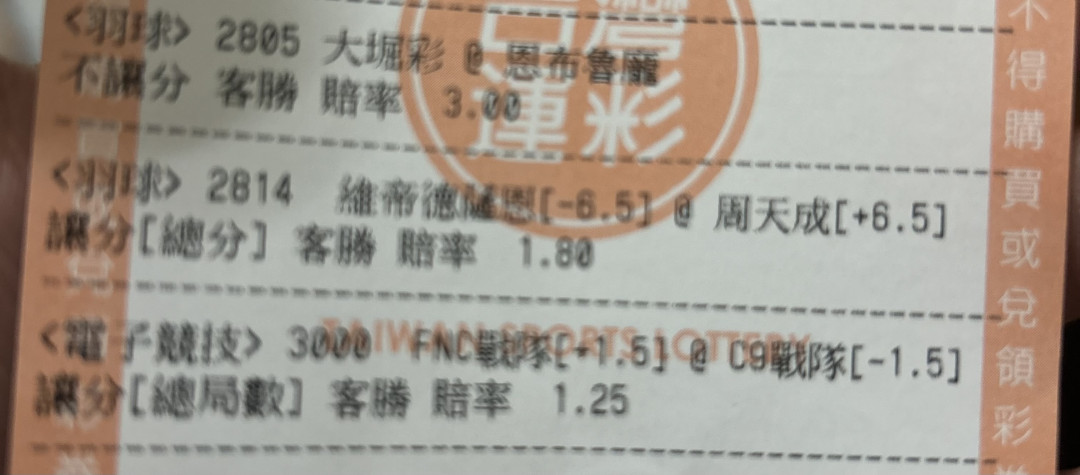 <羽球> 2805 大堀彩 @ 恩布魯龐
不讓分 客勝 賠率 3.00
<羽球> 2814 維帝德薩恩[-6.5] @ 周天成[+6.5]
讓分[總分] 客勝 賠率 1.80
<電子競技> 3000 FNC戰隊[+1.5] @ C9戰隊[-1.5]
讓分[總局數] 客勝 賠率 1.25
台灣運彩
TAIWAN SPORTS LOTTERY
不得購買或兌領彩